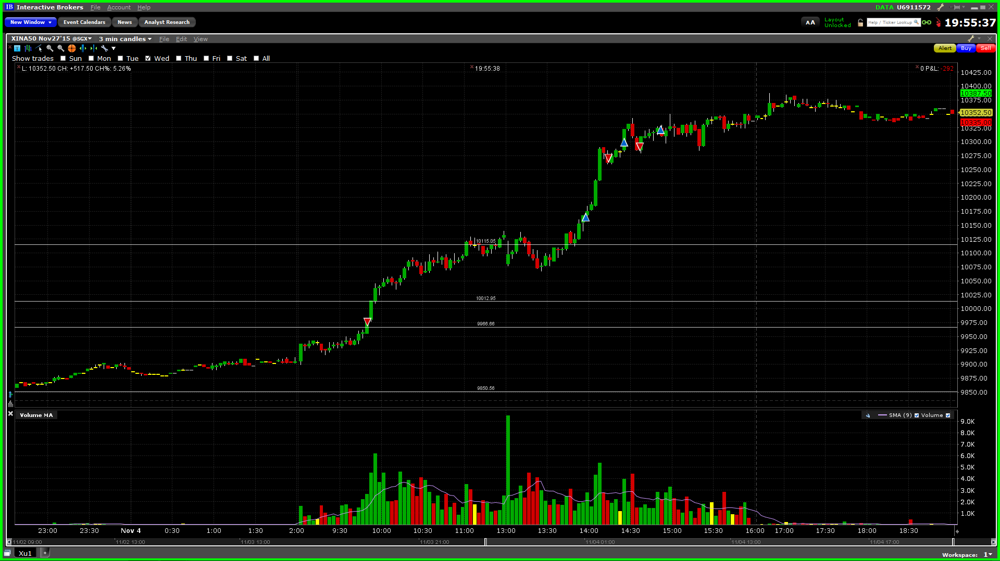 IB Interactive Brokers File Account Help DATA U6911572
New Window Event Calendars News Analyst Research AA Layout Unlocked Help / Ticker Lookup 19:55:37
XINA50 Nov27'15 @SGX 3 min candles File Edit View
T Alert Buy Sell
Show trades Sun Mon Tue Wed Thu Fri Sat All
L: 10352.50 CH: +517.50 CH%: 5.26% 19:55:38 0 P&L: -292
10425.00
10400.00
10387.50
10375.00
10352.50
10335.00
10325.00
10300.00
10275.00
10250.00
10225.00
10200.00
10175.00
10150.00
10125.00
10115.05
10100.00
10075.00
10050.00
10025.00
10012.95
10000.00
9975.00
9966.66
9950.00
9925.00
9900.00
9875.00
9850.56
9850.00
Volume MA SMA (9) Volume
9.0K
8.0K
7.0K
6.0K
5.0K
4.0K
3.0K
2.0K
1.0K
23:00 23:30 Nov 4 0:30 1:00 1:30 2:00 9:30 10:00 10:30 11:00 13:00 13:30 14:00 14:30 15:00 15:30 16:00 17:00 17:30 18:00 18:30
11/02 09:00 11/02 13:00 11/03 13:00 11/03 21:00 11/04 01:00 11/04 13:00 11/04 17:00
Xu1 +
Workspace: 1